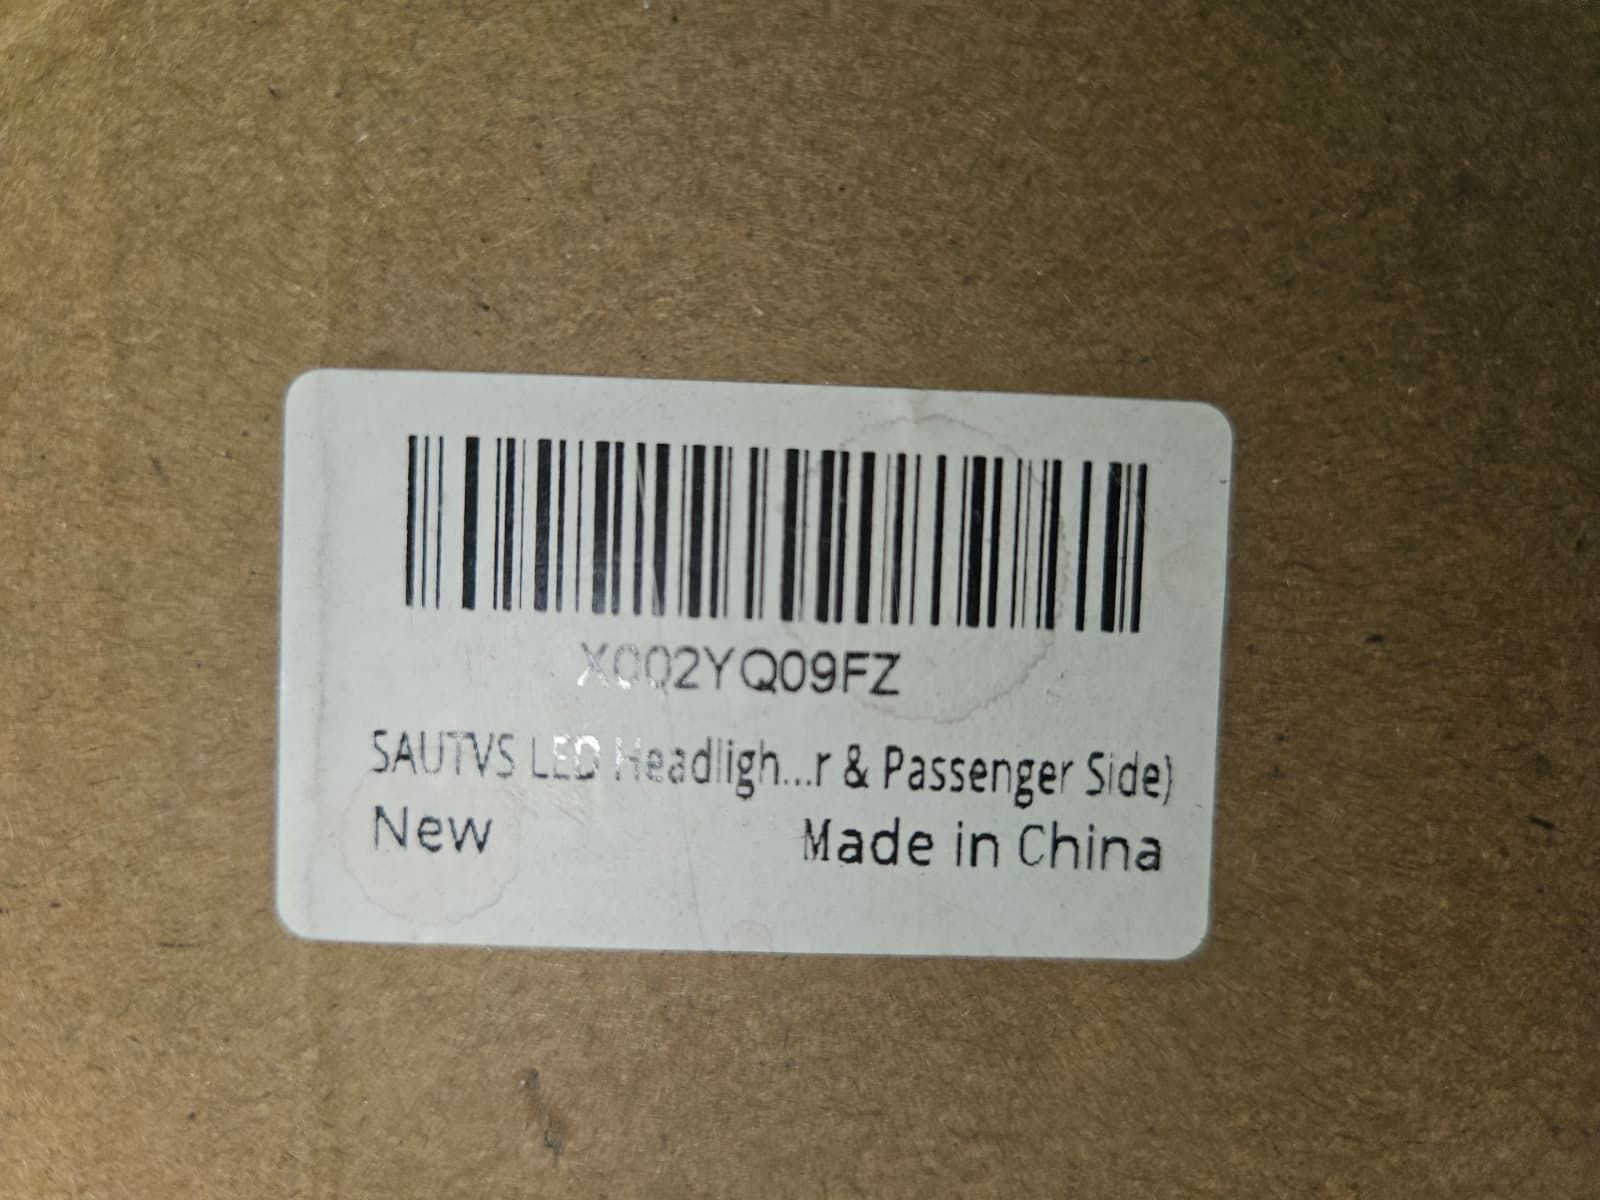 X002YQ09FZ
SAUTVS LED Headligh...r & Passenger Side)
New
Made in China